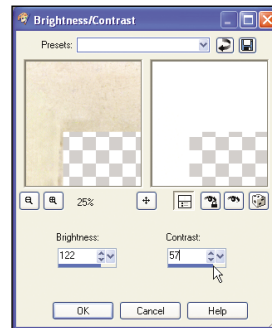 Brightness/Contrast
Presets:
25%
Brightness: Contrast:
122 57
OK Cancel Help